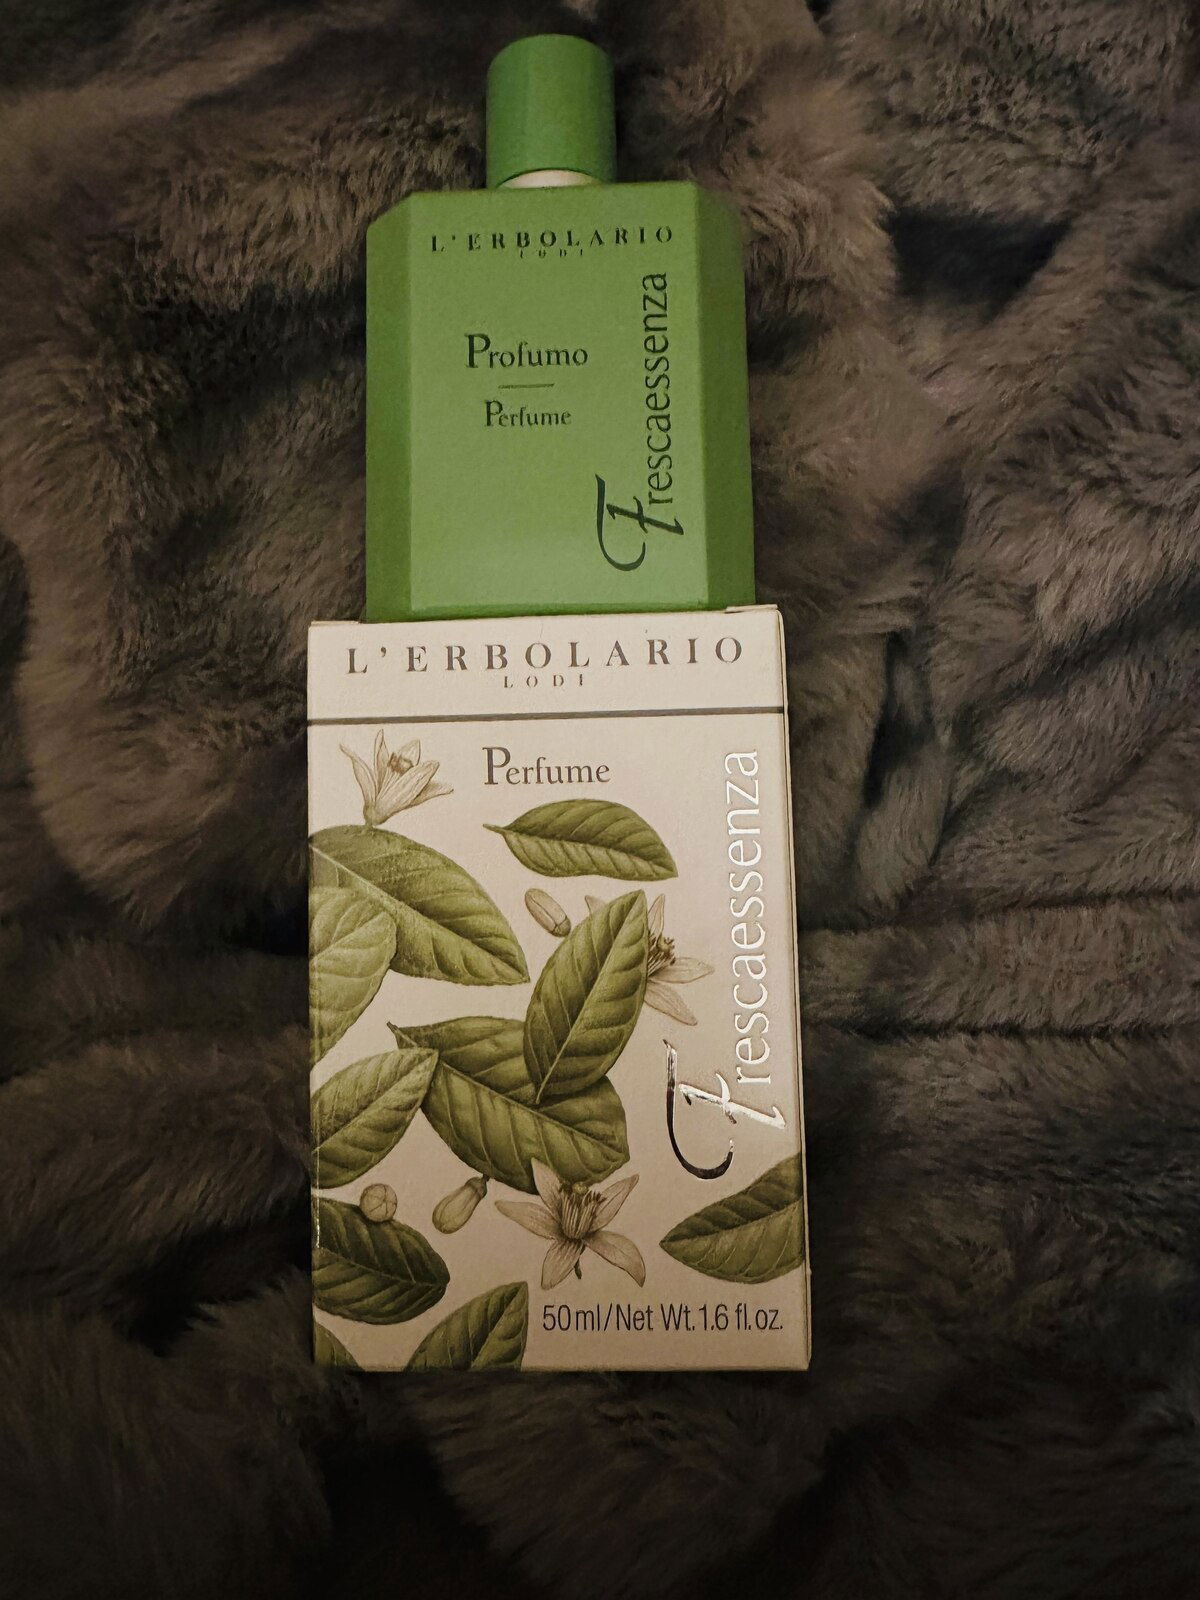 L'ERBOLARIO
LODI
Profumo
Perfume
Frescaessenza
L'ERBOLARIO
LODI
Perfume
Frescaessenza
50ml/Net Wt.1.6 fl.oz.